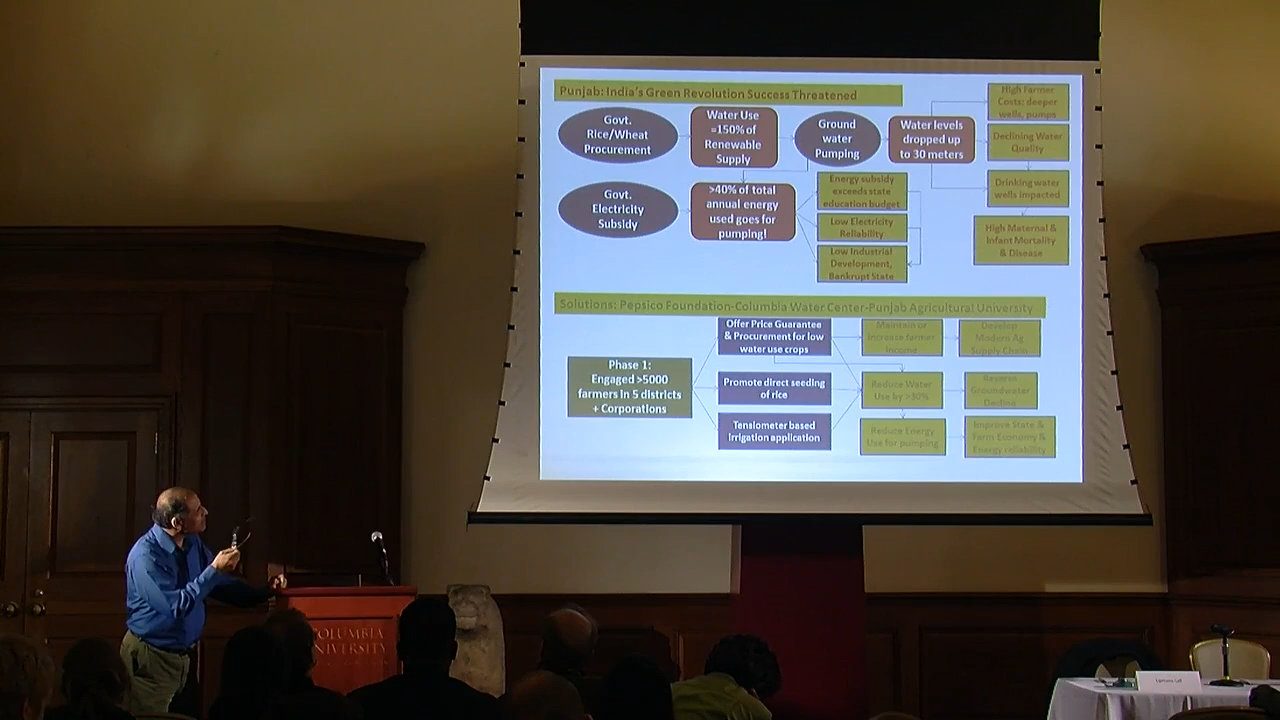 Punjab: India's Green Revolution Success Threatened
Govt.
Rice/Wheat
Procurement
Water Use
=150% of
Renewable
Supply
Ground
water
Pumping
Water levels
dropped up
to 30 meters
High Farmer
Costs: deeper
wells, pumps
Declining Water
Quality
Drinking water
wells impacted
High Maternal &
Infant Mortality
& Disease
Govt.
Electricity
Subsidy
>40% of total
annual energy
used goes for
pumping!
Energy subsidy
exceeds state
education budget
Low Electricity
Reliability
Low Industrial
Development,
Bankrupt State
Solutions: Pepsico Foundation-Columbia Water Center-Punjab Agricultural University
Phase 1:
Engaged >5000
farmers in 5 districts
+ Corporations
Offer Price Guarantee
& Procurement for low
water use crops
Promote direct seeding
of rice
Tensiometer based
Irrigation application
Maintain or
Increase farmer
Income
Reduce Water
Use by >30%
Reduce Energy
Use for pumping
Develop
Modern Ag
Supply Chain
Reverse
Groundwater
Decline
Improve State &
Farm Economy &
Energy reliability
COLUMBIA
UNIVERSITY